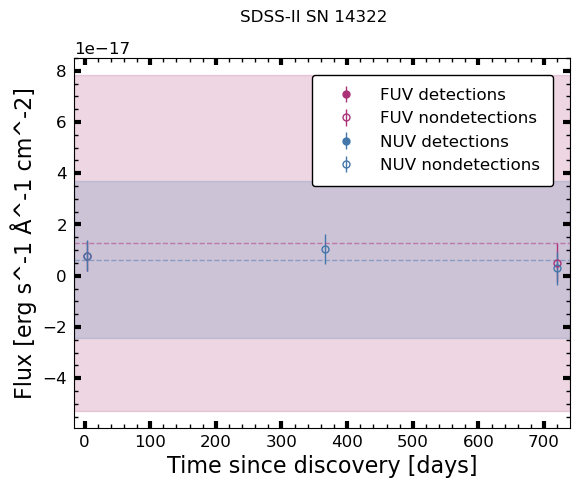 SDSS-II SN 14322
1e−17
8
6
4
2
0
−2
−4
FUV detections
FUV nondetections
NUV detections
NUV nondetections
0 100 200 300 400 500 600 700
Time since discovery [days]
Flux [erg s^-1 Å^-1 cm^-2]